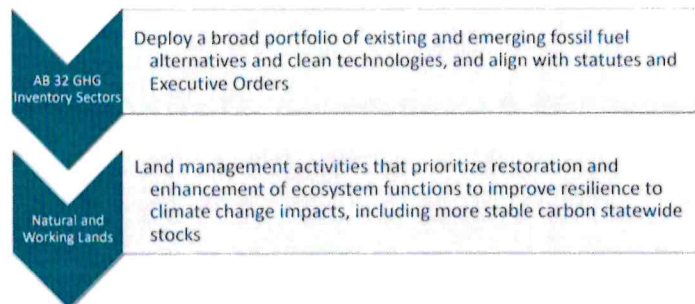 AB 32 GHG
Inventory Sectors
Deploy a broad portfolio of existing and emerging fossil fuel
alternatives and clean technologies, and align with statutes and
Executive Orders
Natural and
Working Lands
Land management activities that prioritize restoration and
enhancement of ecosystem functions to improve resilience to
climate change impacts, including more stable carbon statewide
stocks